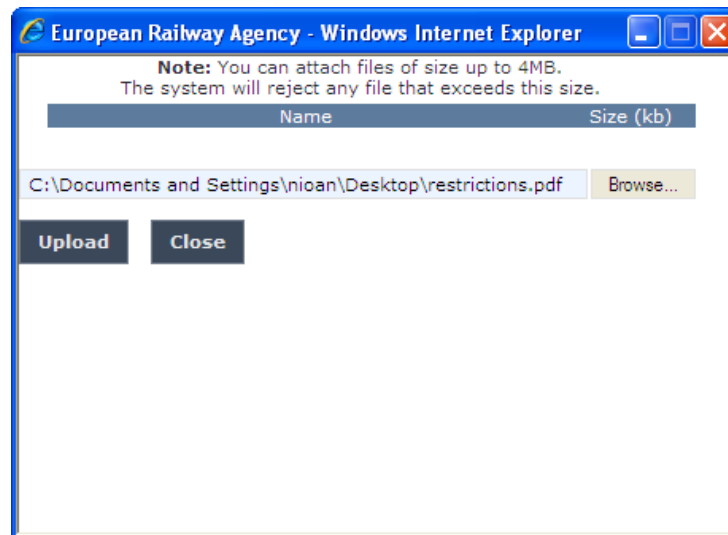 European Railway Agency - Windows Internet Explorer
Note: You can attach files of size up to 4MB.
The system will reject any file that exceeds this size.
Name Size (kb)
C:\Documents and Settings\nioan\Desktop\restrictions.pdf Browse...
Upload Close